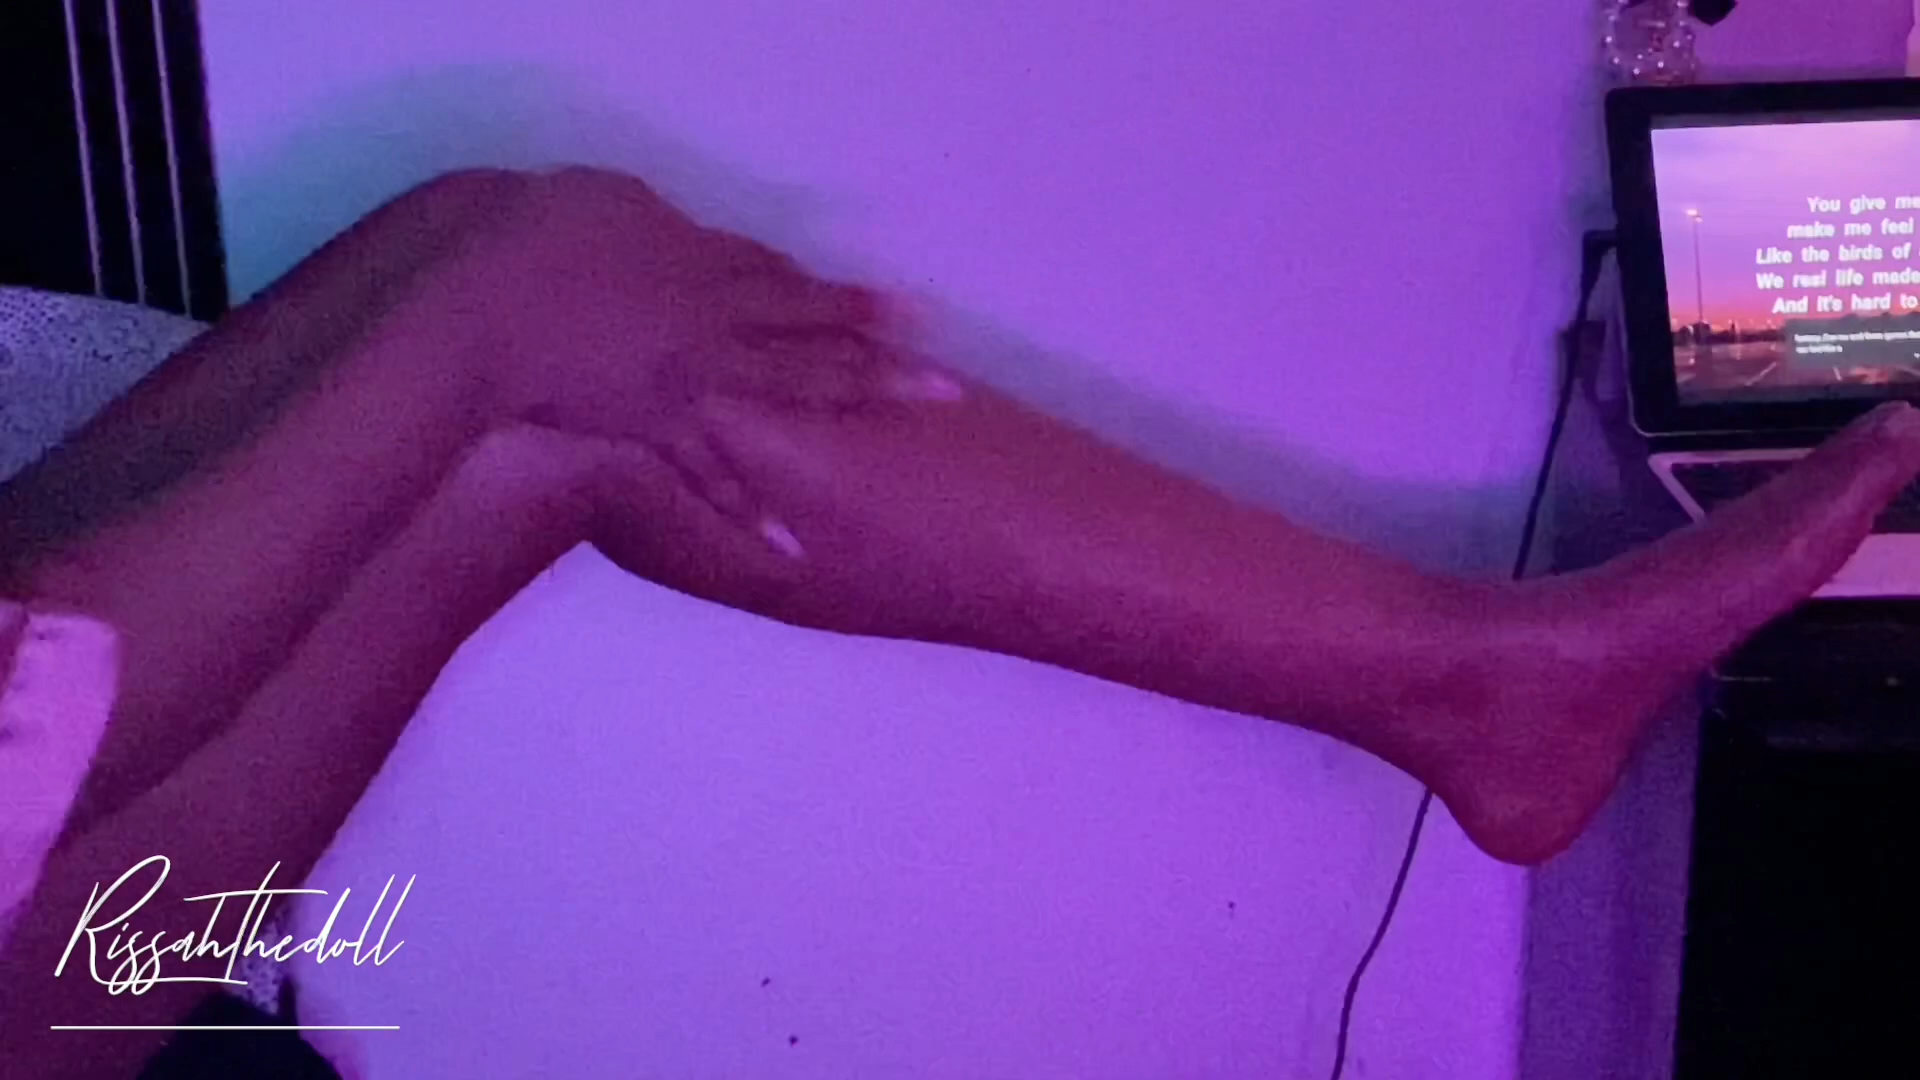 You give me
make me feel
Like the birds of
We real life made
And it's hard to
RissahThedoll